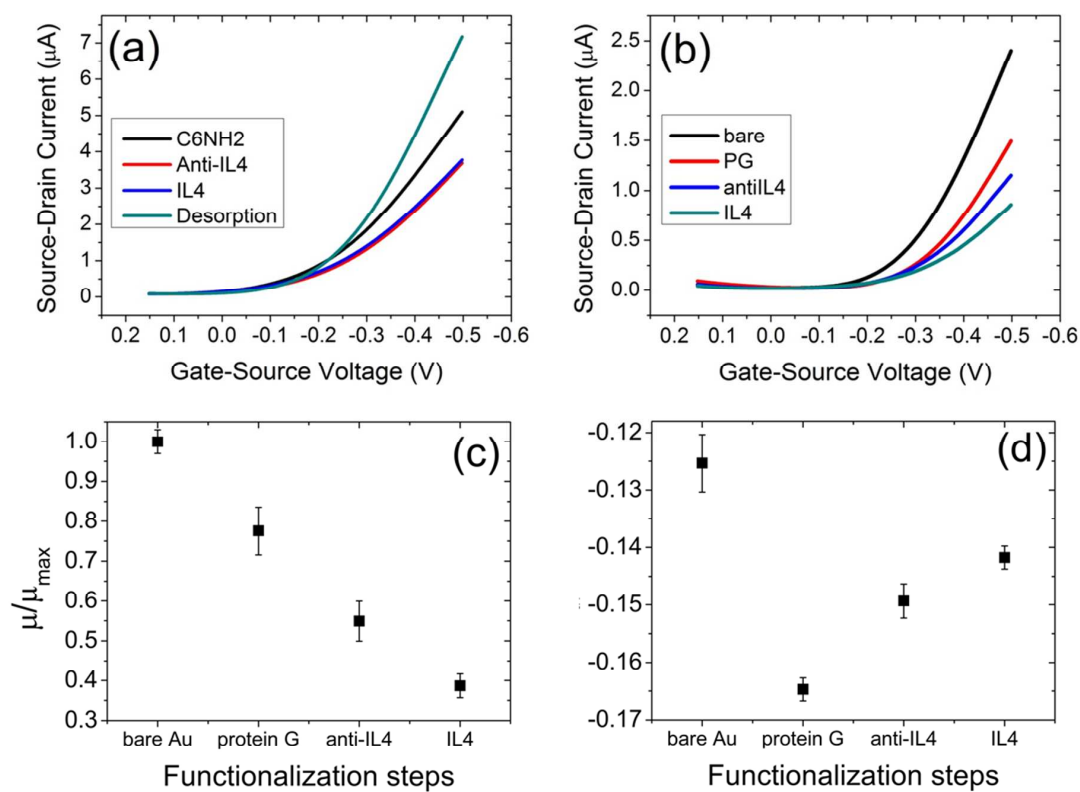 (a)
Source-Drain Current (μA)
7
6
5
4
3
2
1
0
C6NH2
Anti-IL4
IL4
Desorption
0.2 0.1 0.0 -0.1 -0.2 -0.3 -0.4 -0.5 -0.6
Gate-Source Voltage (V)
(b)
Source-Drain Current (μA)
2.5
2.0
1.5
1.0
0.5
0.0
bare
PG
antiIL4
IL4
0.2 0.1 0.0 -0.1 -0.2 -0.3 -0.4 -0.5 -0.6
Gate-Source Voltage (V)
(c)
μ/μmax
1.0
0.9
0.8
0.7
0.6
0.5
0.4
0.3
bare Au protein G anti-IL4 IL4
Functionalization steps
(d)
-0.12
-0.13
-0.14
-0.15
-0.16
-0.17
bare Au protein G anti-IL4 IL4
Functionalization steps